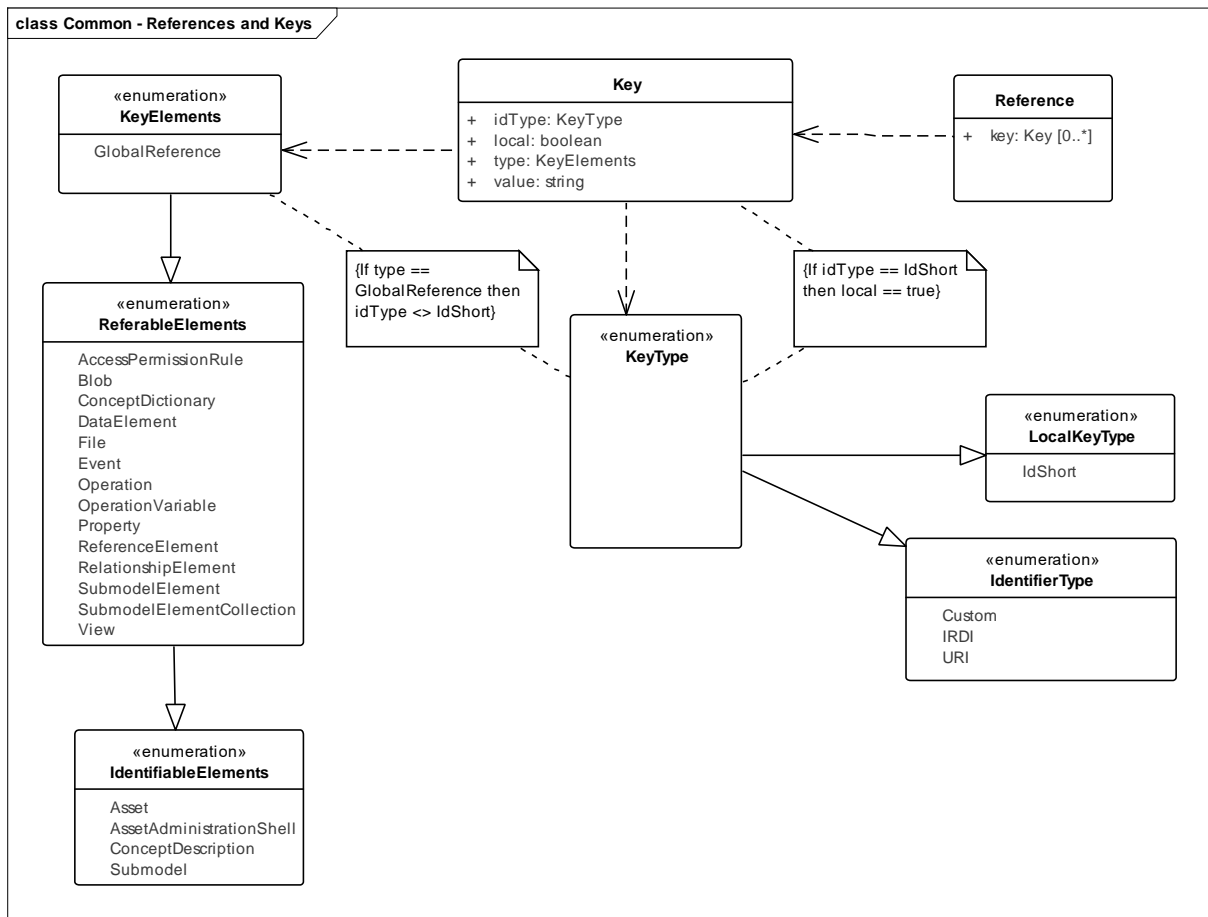 class Common - References and Keys
«enumeration»
KeyElements
GlobalReference
Key
+ idType: KeyType
+ local: boolean
+ type: KeyElements
+ value: string
Reference
+ key: Key [0..*]
{If type ==
GlobalReference then
idType <> IdShort}
{If idType == IdShort
then local == true}
«enumeration»
ReferableElements
AccessPermissionRule
Blob
ConceptDictionary
DataElement
File
Event
Operation
OperationVariable
Property
ReferenceElement
RelationshipElement
SubmodelElement
SubmodelElementCollection
View
«enumeration»
KeyType
«enumeration»
LocalKeyType
IdShort
«enumeration»
IdentifierType
Custom
IRDI
URI
«enumeration»
IdentifiableElements
Asset
AssetAdministrationShell
ConceptDescription
Submodel